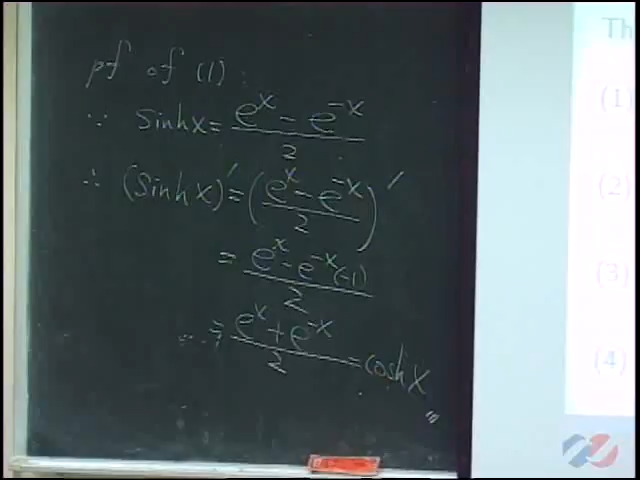 pf of (1):
∵ Sinhx = (e^x - e^-x)/2
∴ (Sinhx)' = ((e^x - e^-x)/2)'
= (e^x - e^-x(-1))/2
= (e^x + e^-x)/2 = coshx
Th
(1)
(2)
(3)
(4)